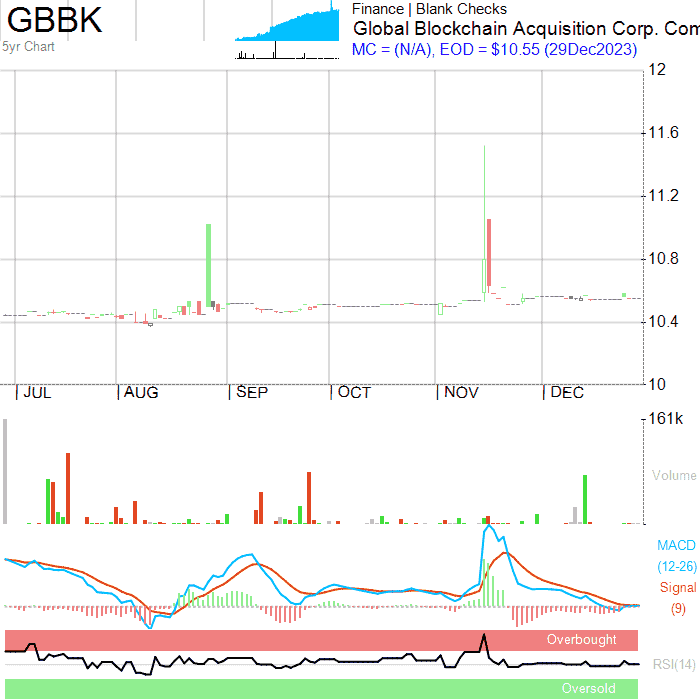 GBBK
5yr Chart
Finance | Blank Checks
Global Blockchain Acquisition Corp. Com
MC = (N/A), EOD = $10.55 (29Dec2023)
12
11.6
11.2
10.8
10.4
10
JUL AUG SEP OCT NOV DEC
161k
Volume
MACD
(12-26)
Signal
(9)
Overbought
RSI(14)
Oversold